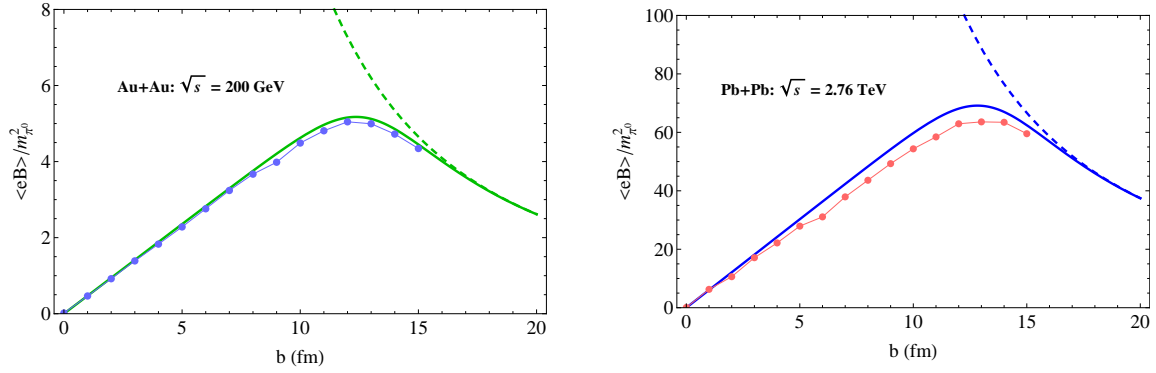 8
6
4
2
0
<eB>/m²π⁰
Au+Au: √s = 200 GeV
0 5 10 15 20
b (fm)
100
80
60
40
20
0
<eB>/m²π⁰
Pb+Pb: √s = 2.76 TeV
0 5 10 15 20
b (fm)